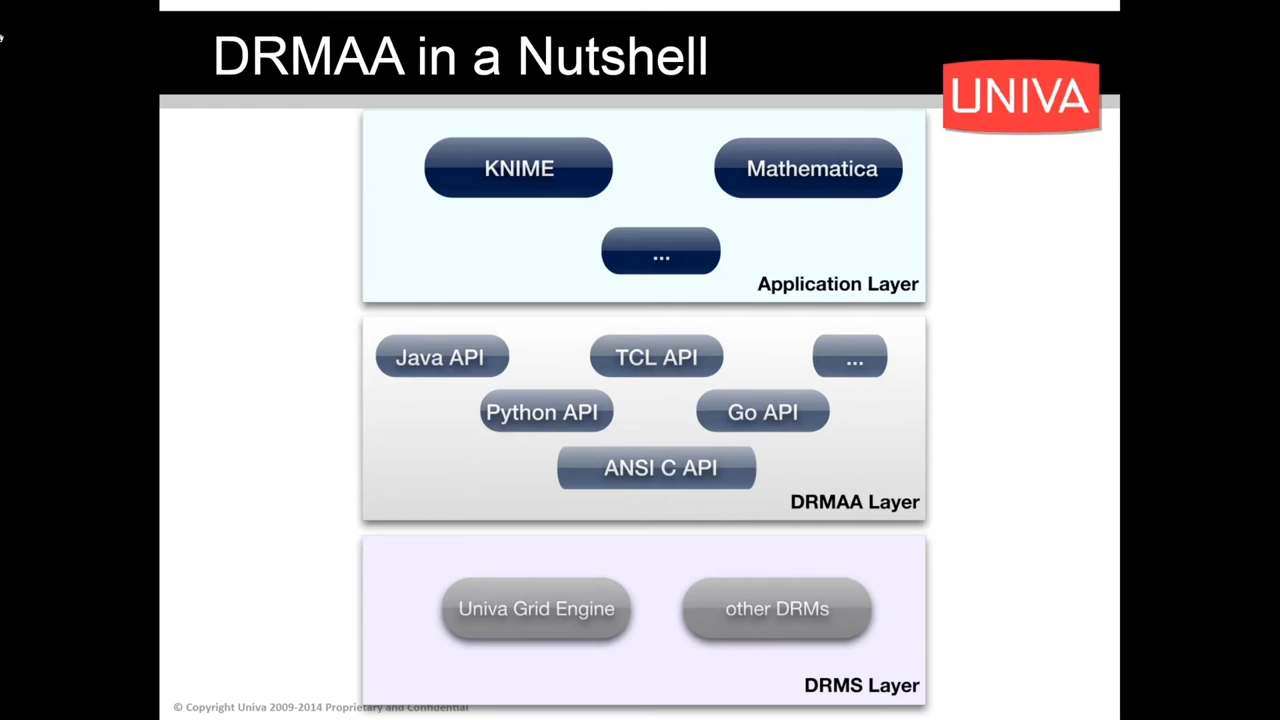 DRMAA in a Nutshell
UNIVA
KNIME
Mathematica
...
Application Layer
Java API
TCL API
...
Python API
Go API
ANSI C API
DRMAA Layer
Univa Grid Engine
other DRMs
DRMS Layer
© Copyright Univa 2009-2014 Proprietary and Confidential